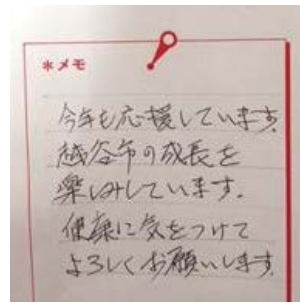 *メモ
今年も応援しています。
越谷市の成長を
楽しみしています.
健康に気をつけて
よろしくお願いします